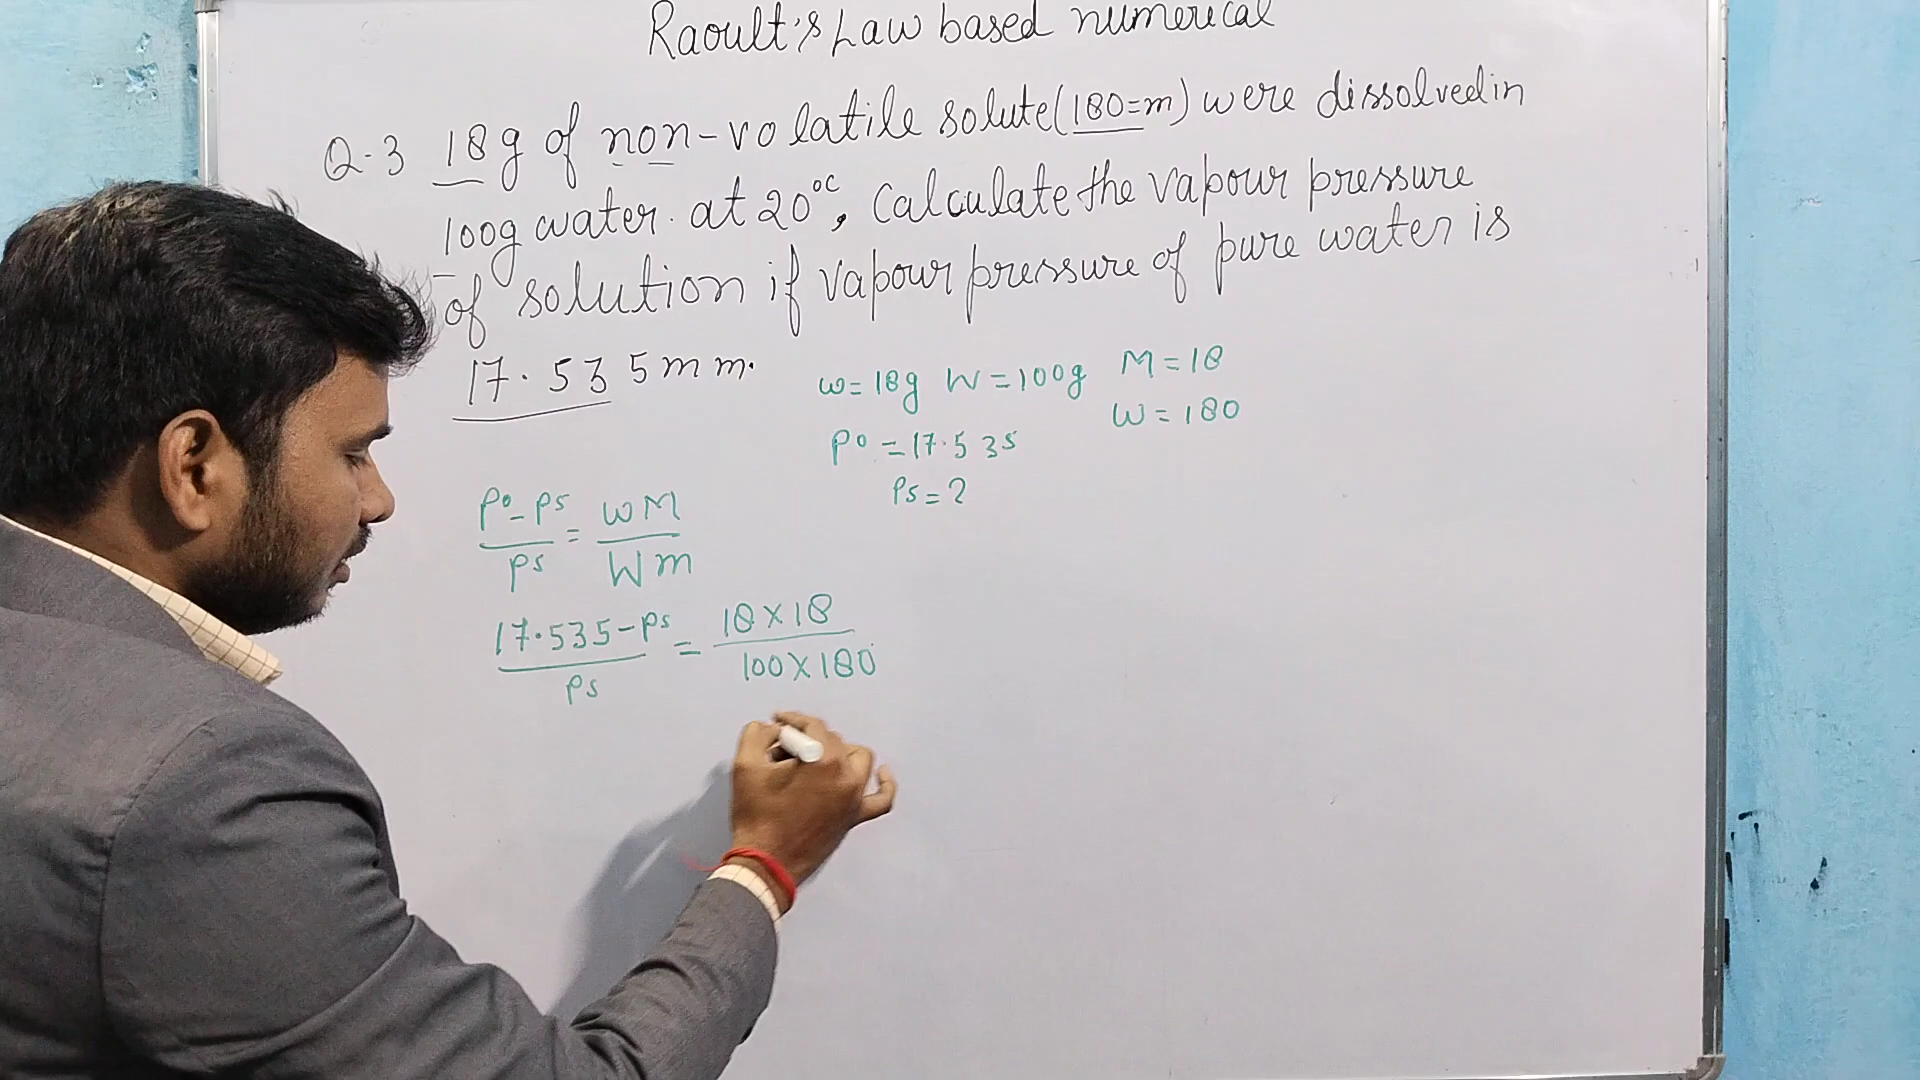 Raoult's Law based numerical
Q-3 18g of non-volatile solute(180=m) were dissolved in
100g water. at 20°C, Calculate the vapour pressure
of solution if vapour pressure of pure water is
17.535mm.
w=18g W=100g M=18
W=180
P°=17.535
Ps=?
P°-Ps/Ps = wM/Wm
17.535-Ps/Ps = 18×18/100×180